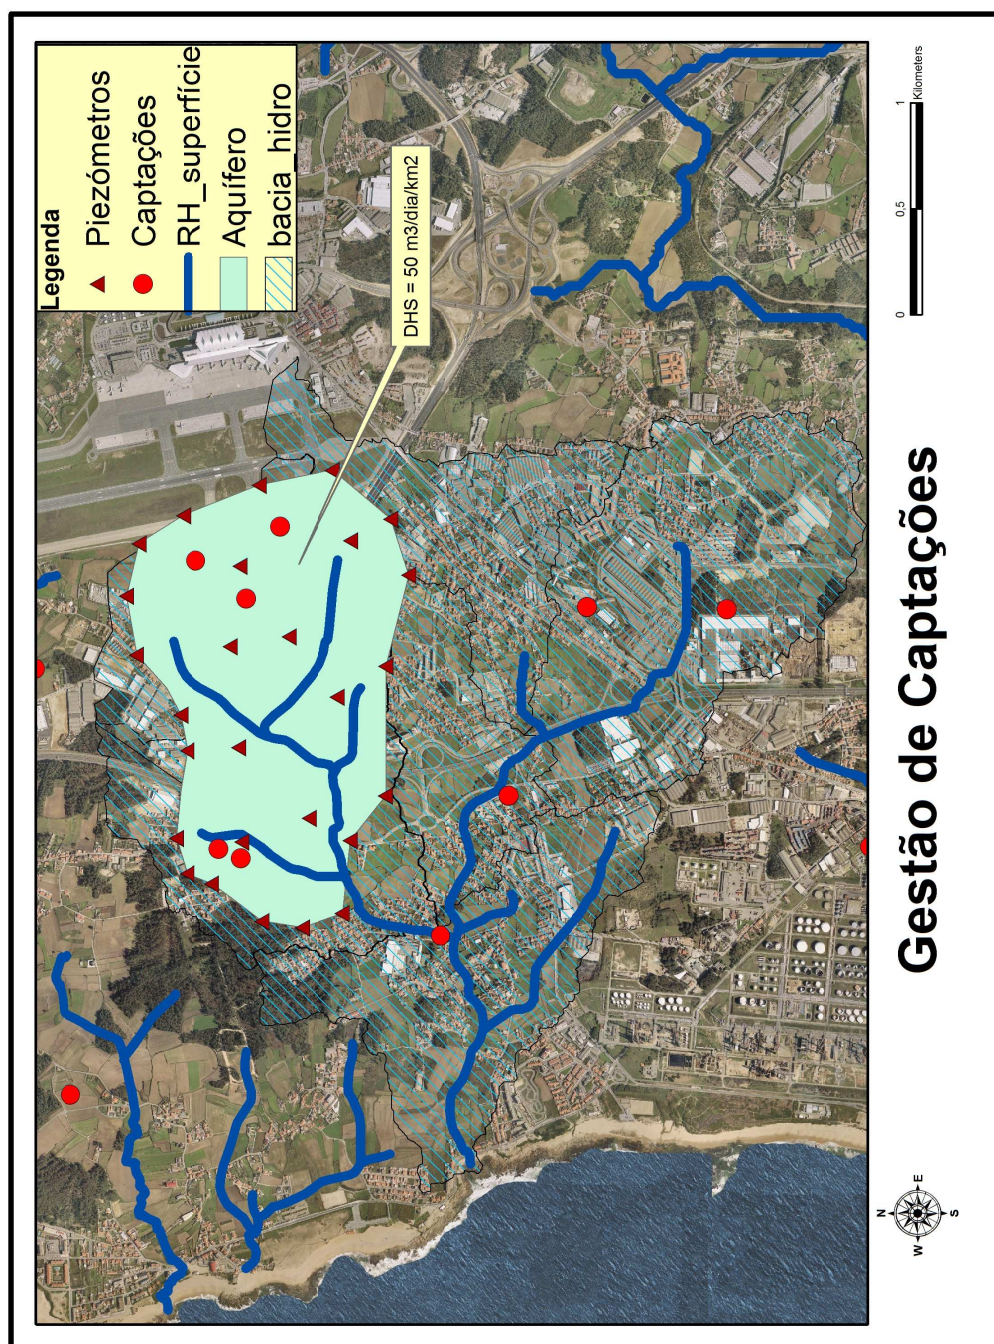 Legenda
Piezómetros
Captações
RH_superfície
Aquífero
bacia_hidro
DHS = 50 m3/dia/km2
0 0,5 1
Kilometers
Gestão de Captações
N
W E
S